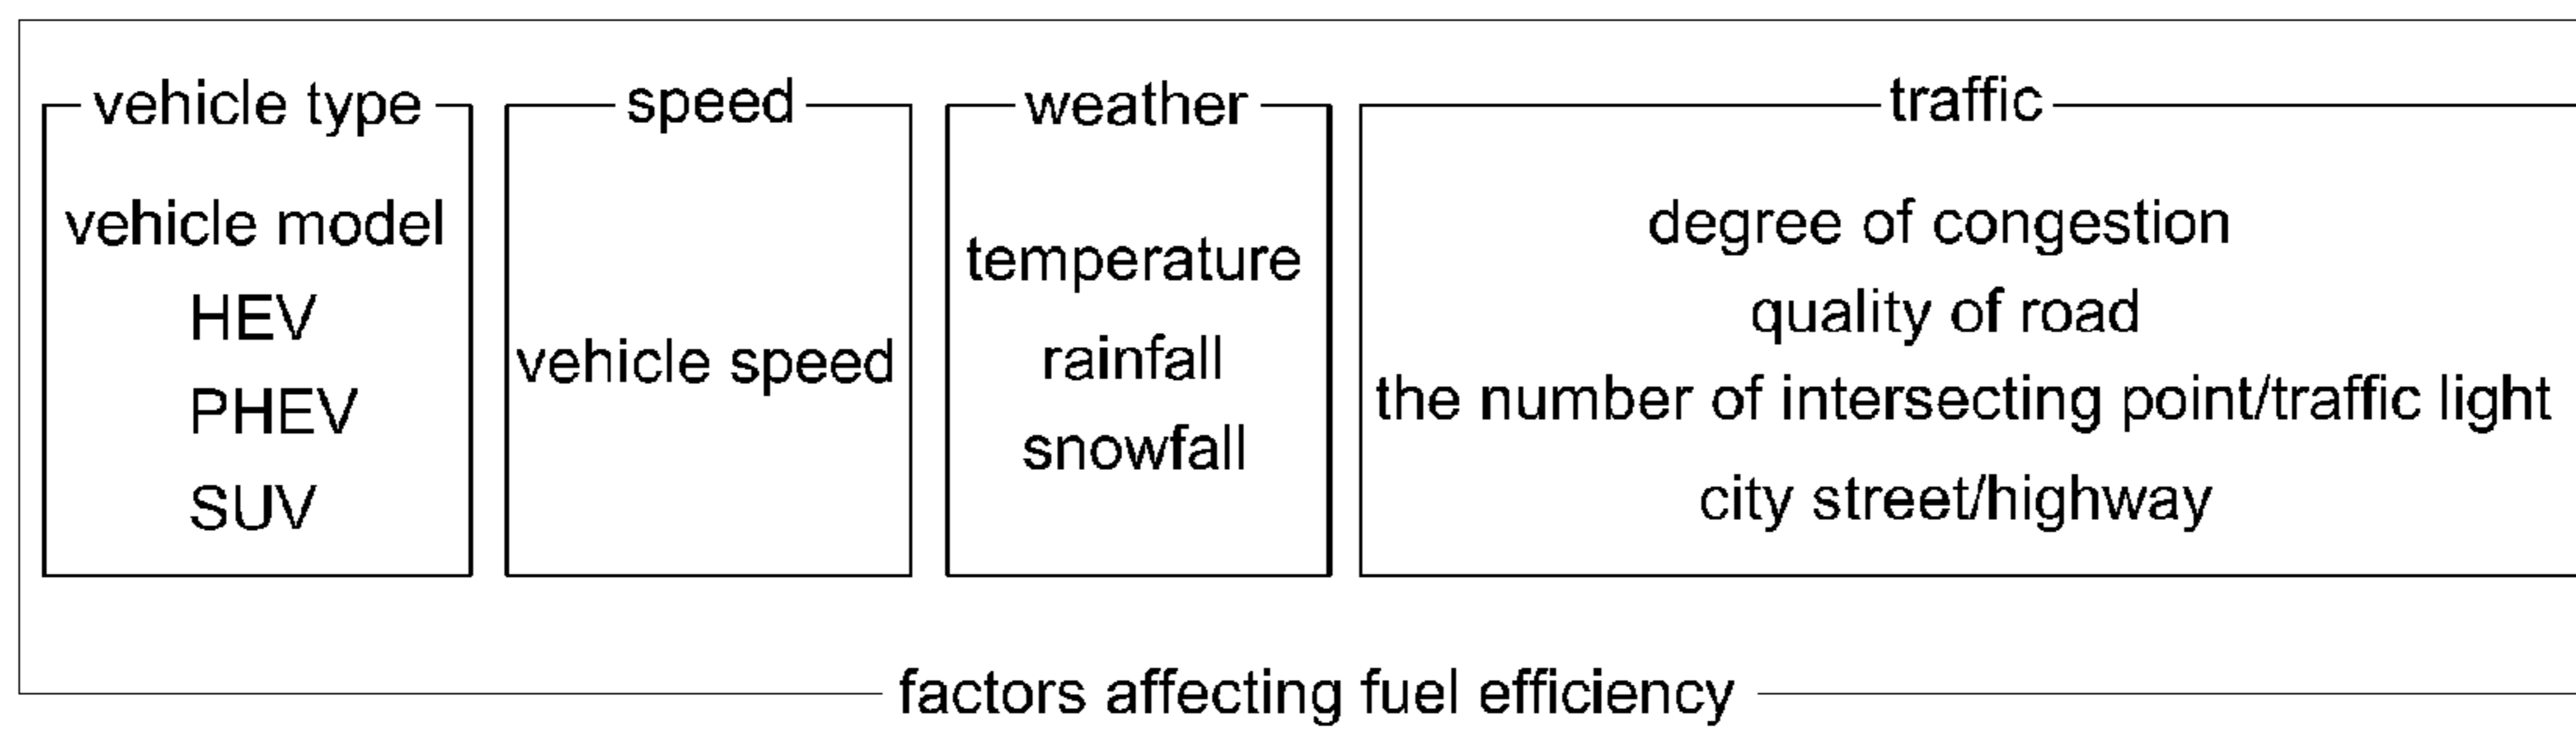 vehicle type
vehicle model
HEV
PHEV
SUV
speed
vehicle speed
weather
temperature
rainfall
snowfall
traffic
degree of congestion
quality of road
the number of intersecting point/traffic light
city street/highway
factors affecting fuel efficiency